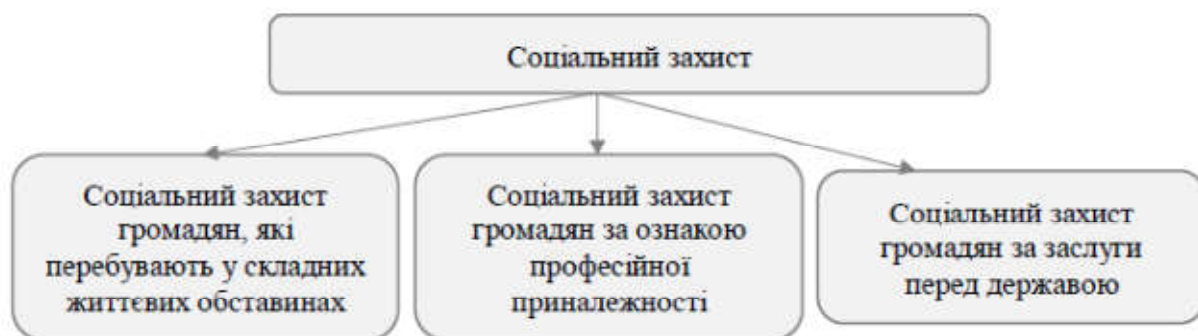 Соціальний захист
Соціальний захист
громадян, які
перебувають у складних
життєвих обставинах
Соціальний захист
громадян за ознакою
професійної
приналежності
Соціальний захист
громадян за заслуги
перед державою